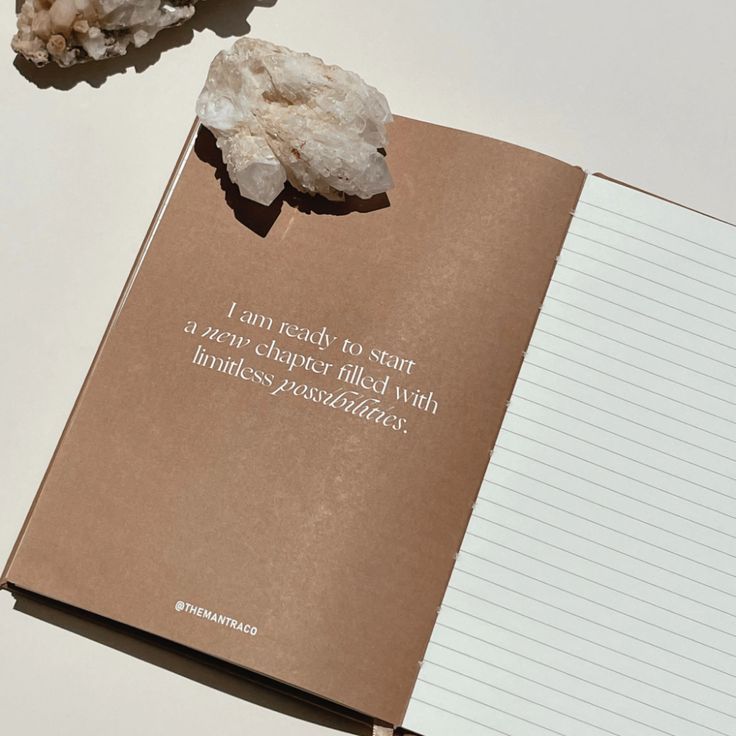 I am ready to start
a new chapter filled with
limitless possibilities.
@THEMANTRACO